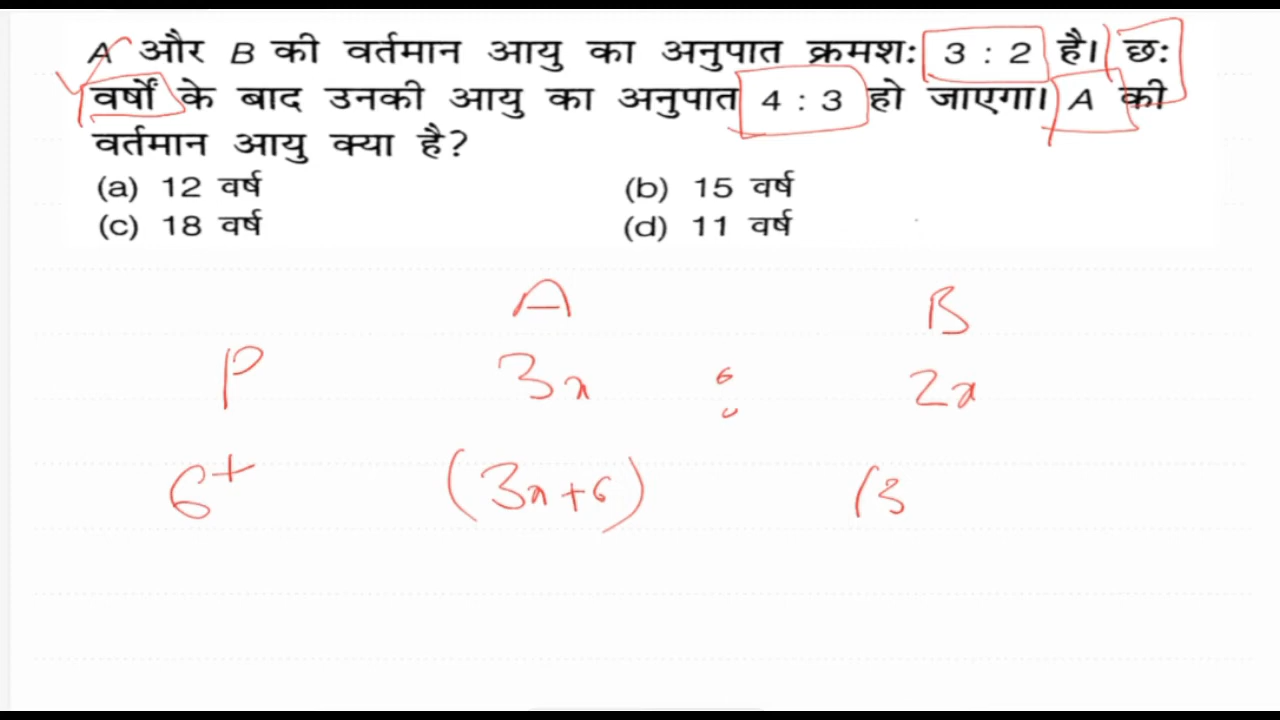 A और B की वर्तमान आयु का अनुपात क्रमश: 3 : 2 है। छ:
वर्षों के बाद उनकी आयु का अनुपात 4 : 3 हो जाएगा। A की
वर्तमान आयु क्या है?
(a) 12 वर्ष (b) 15 वर्ष
(c) 18 वर्ष (d) 11 वर्ष
A B
P 3x : 2x
6+ (3x+6) (3